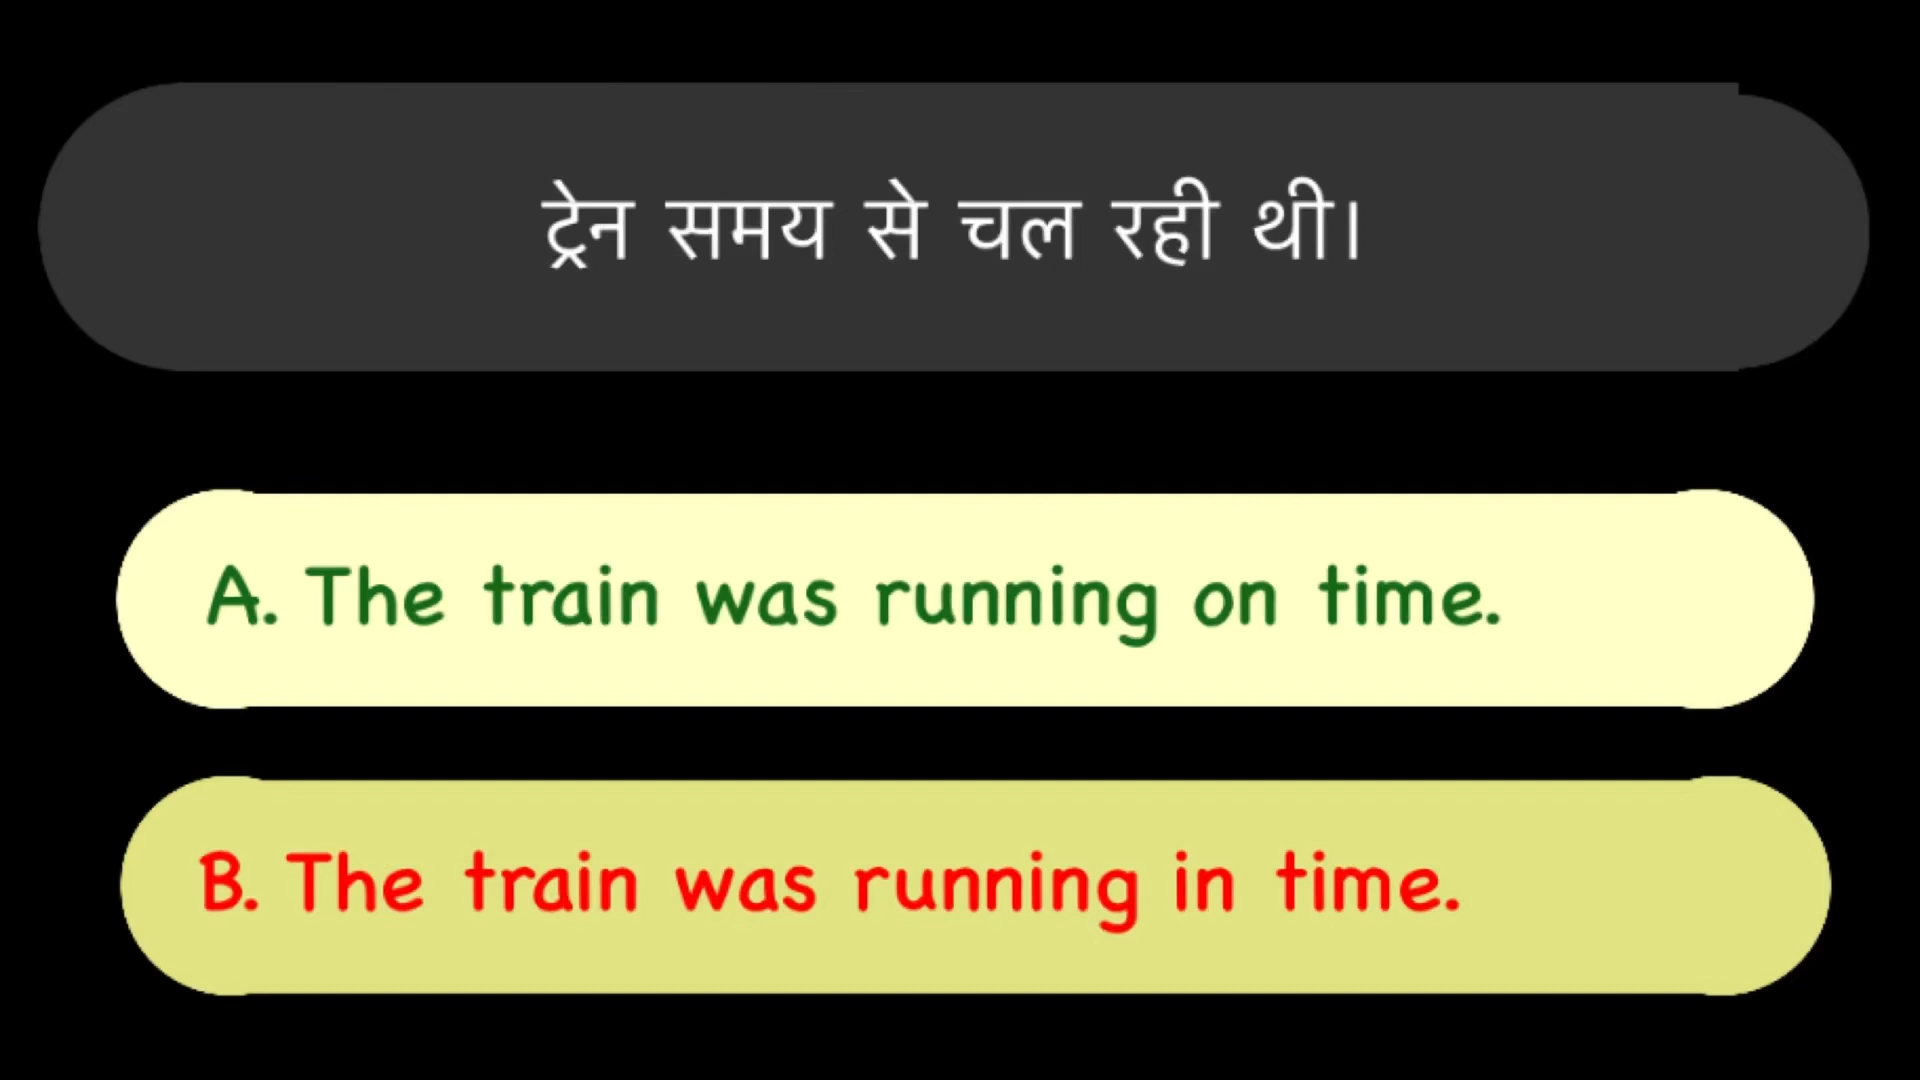 ट्रेन समय से चल रही थी।
A. The train was running on time.
B. The train was running in time.